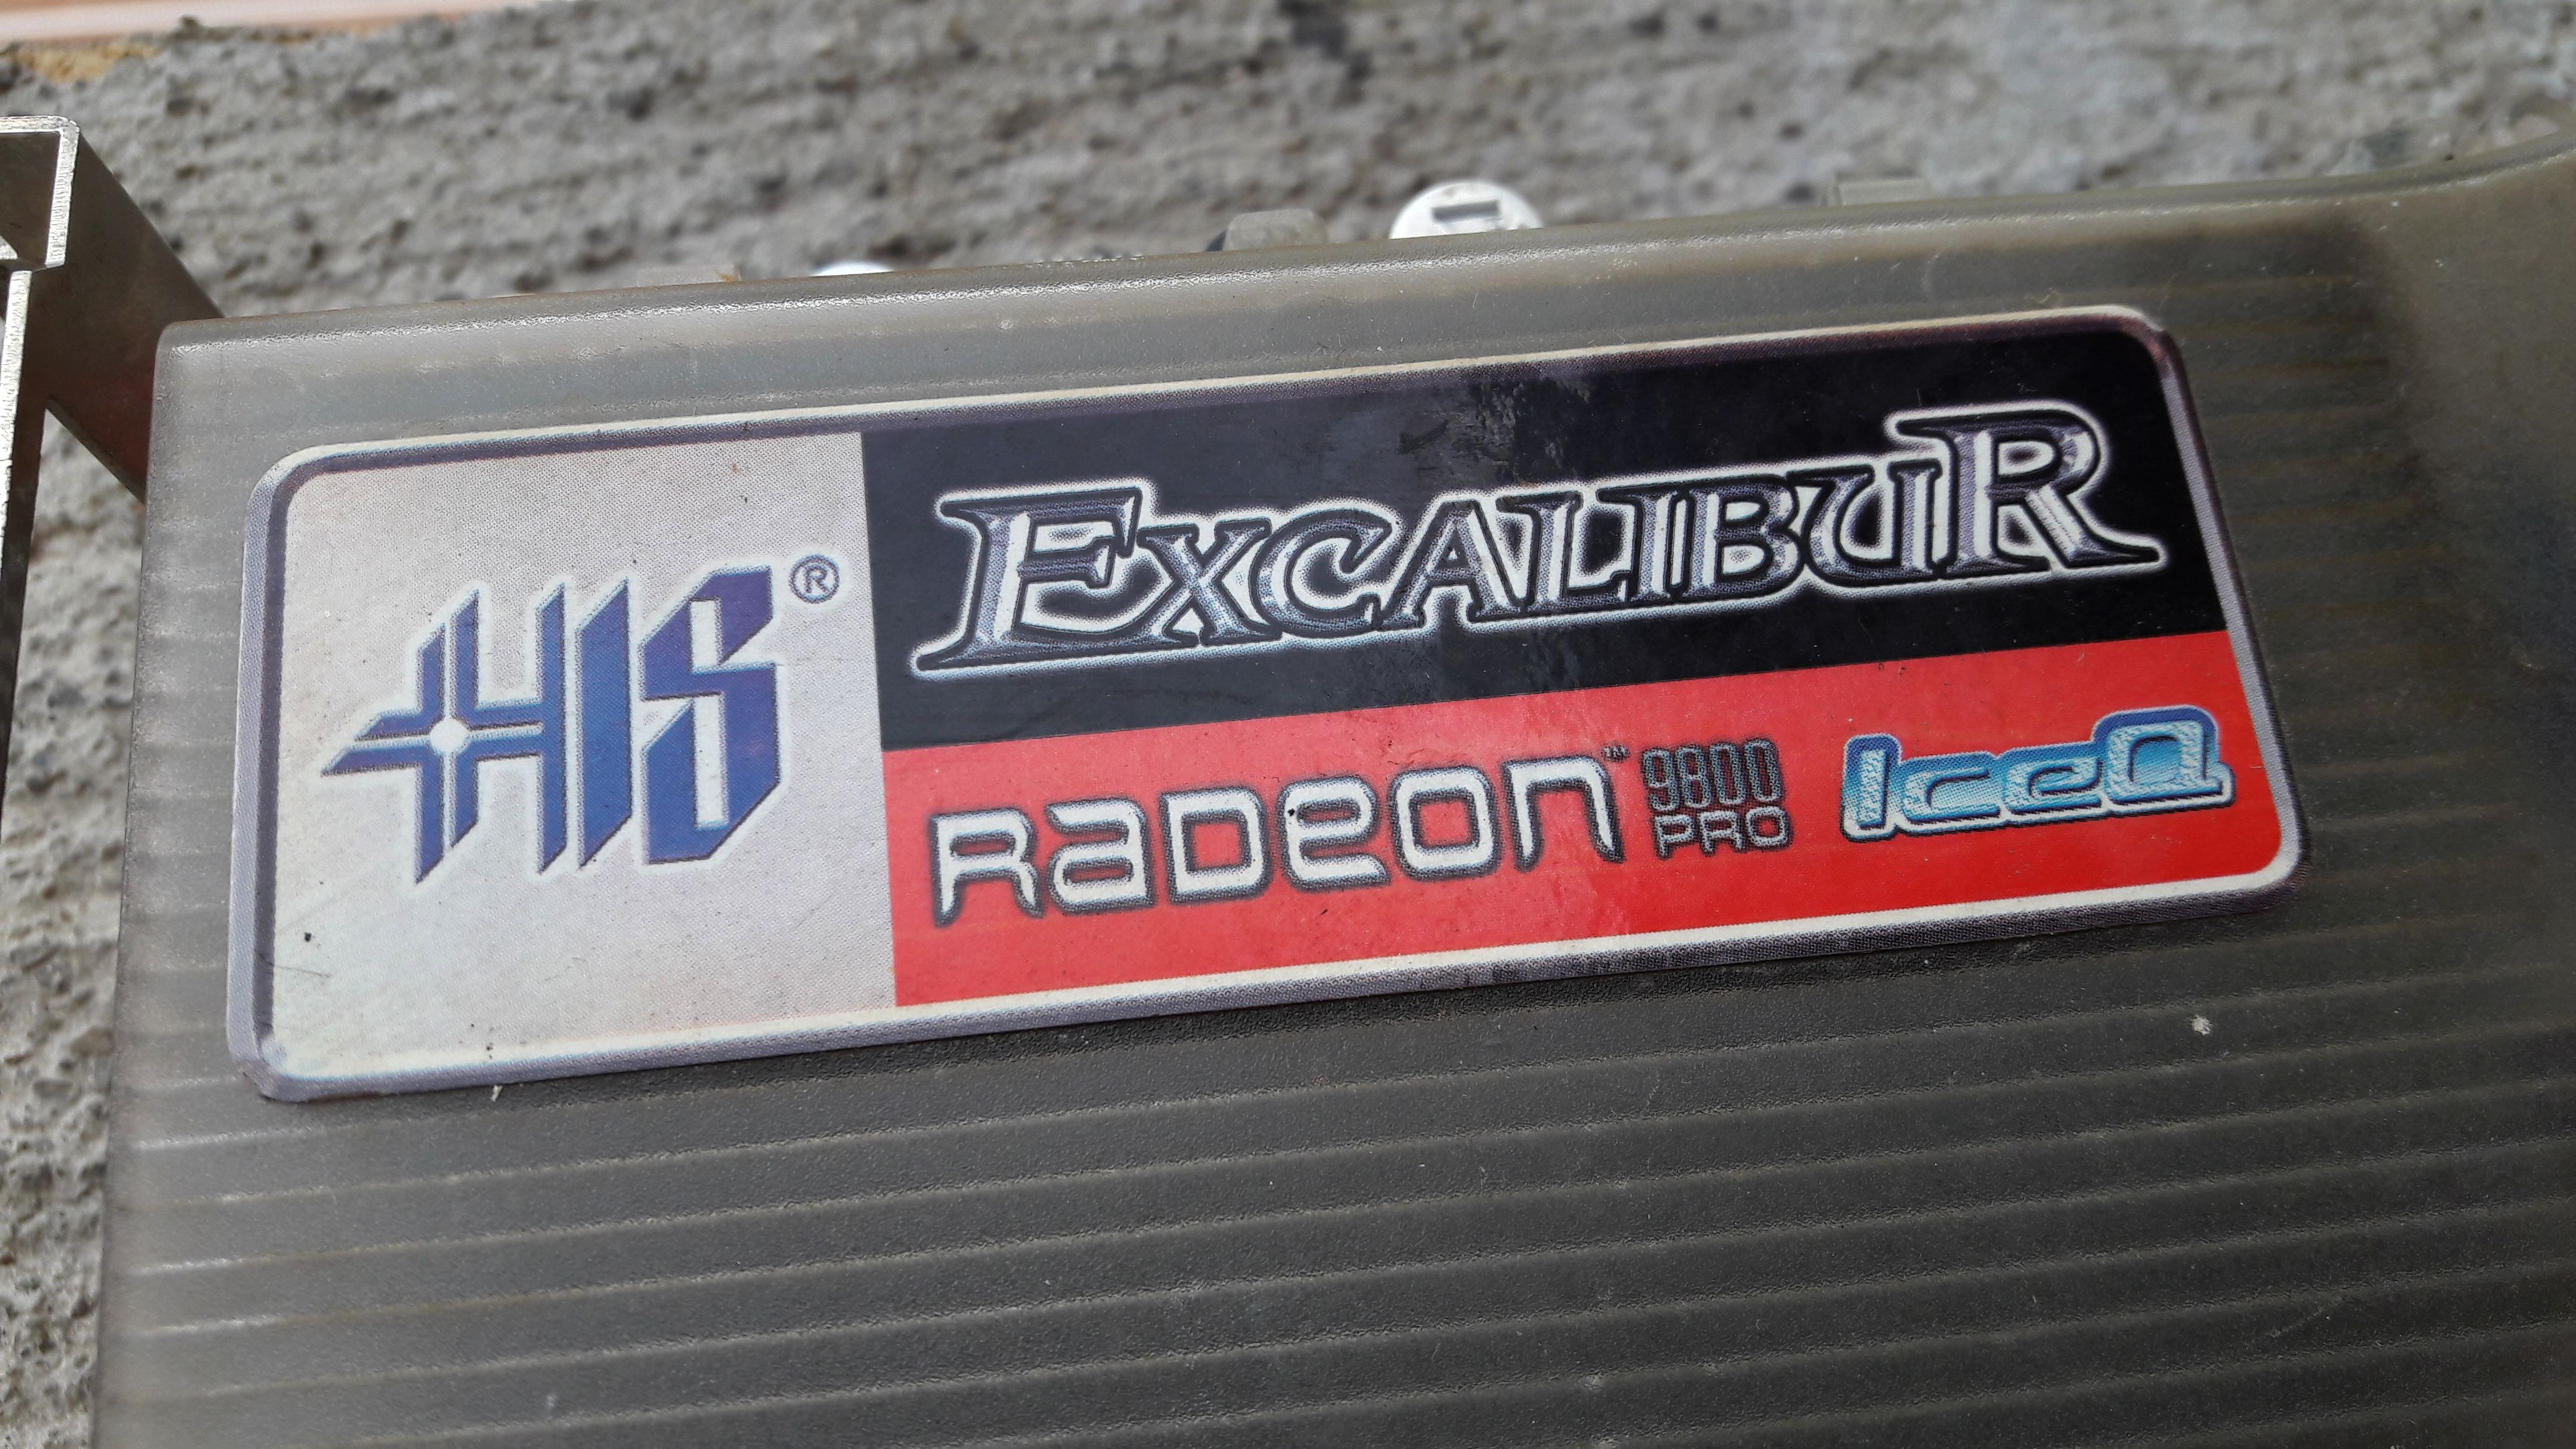 HIS®
EXCALIBUR
RADEON™ 9800 PRO IceQ